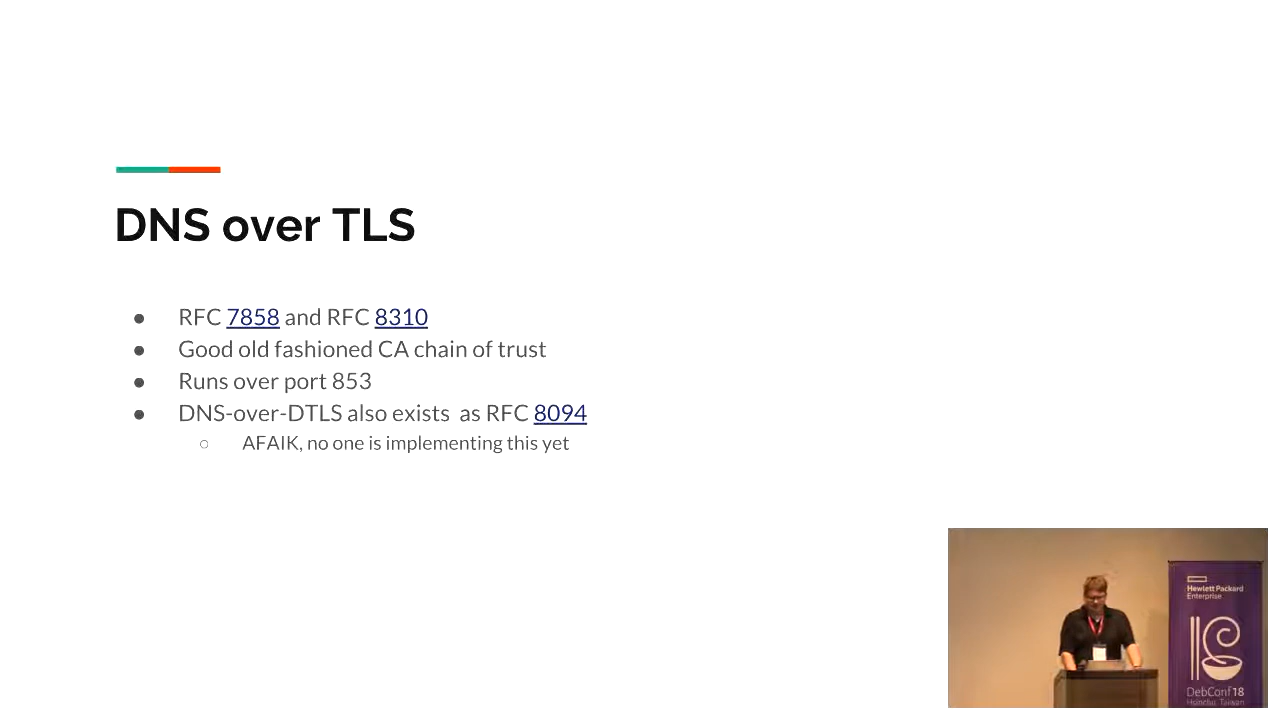 DNS over TLS
RFC 7858 and RFC 8310
Good old fashioned CA chain of trust
Runs over port 853
DNS-over-DTLS also exists as RFC 8094
AFAIK, no one is implementing this yet
Hewlett Packard
Enterprise
DebConf18
Hsinchu, Taiwan